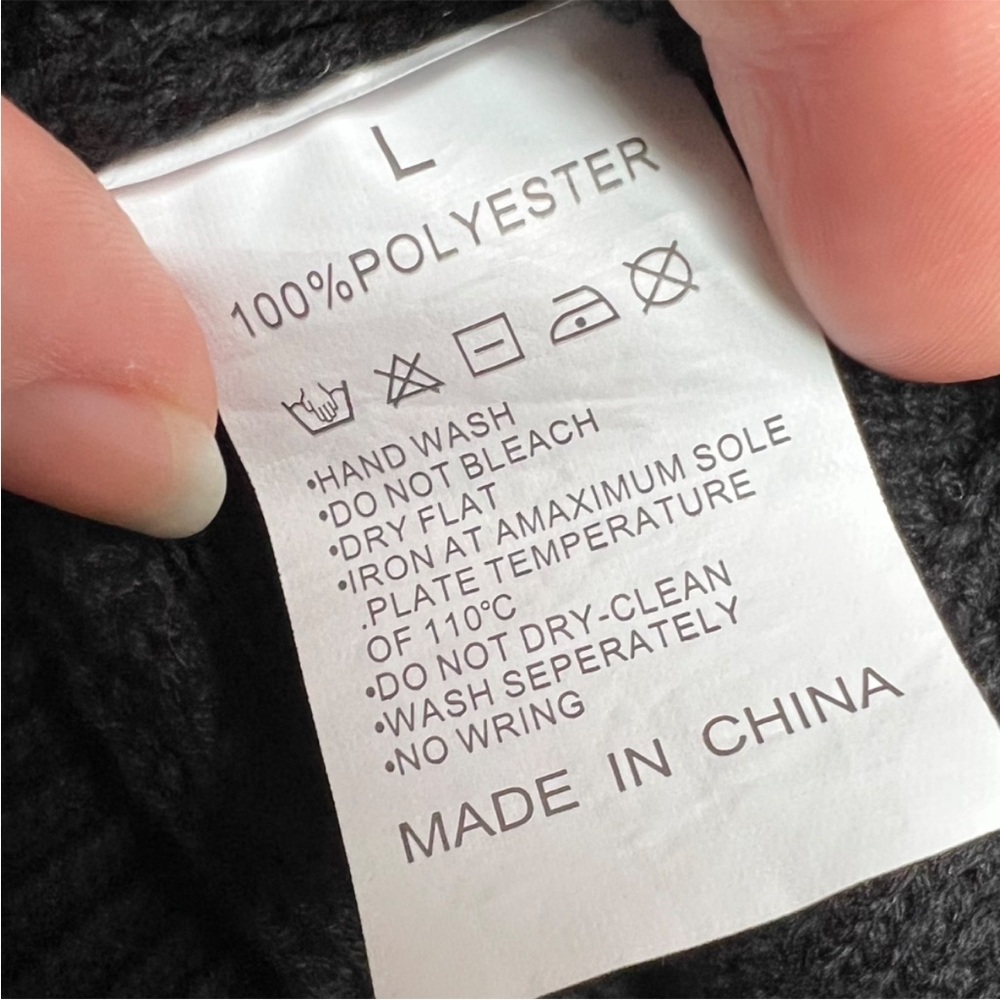 L
100%POLYESTER
•HAND WASH
•DO NOT BLEACH
•DRY FLAT
•IRON AT AMAXIMUM SOLE
.PLATE TEMPERATURE
OF 110°C
•DO NOT DRY-CLEAN
•WASH SEPERATELY
•NO WRING
MADE IN CHINA